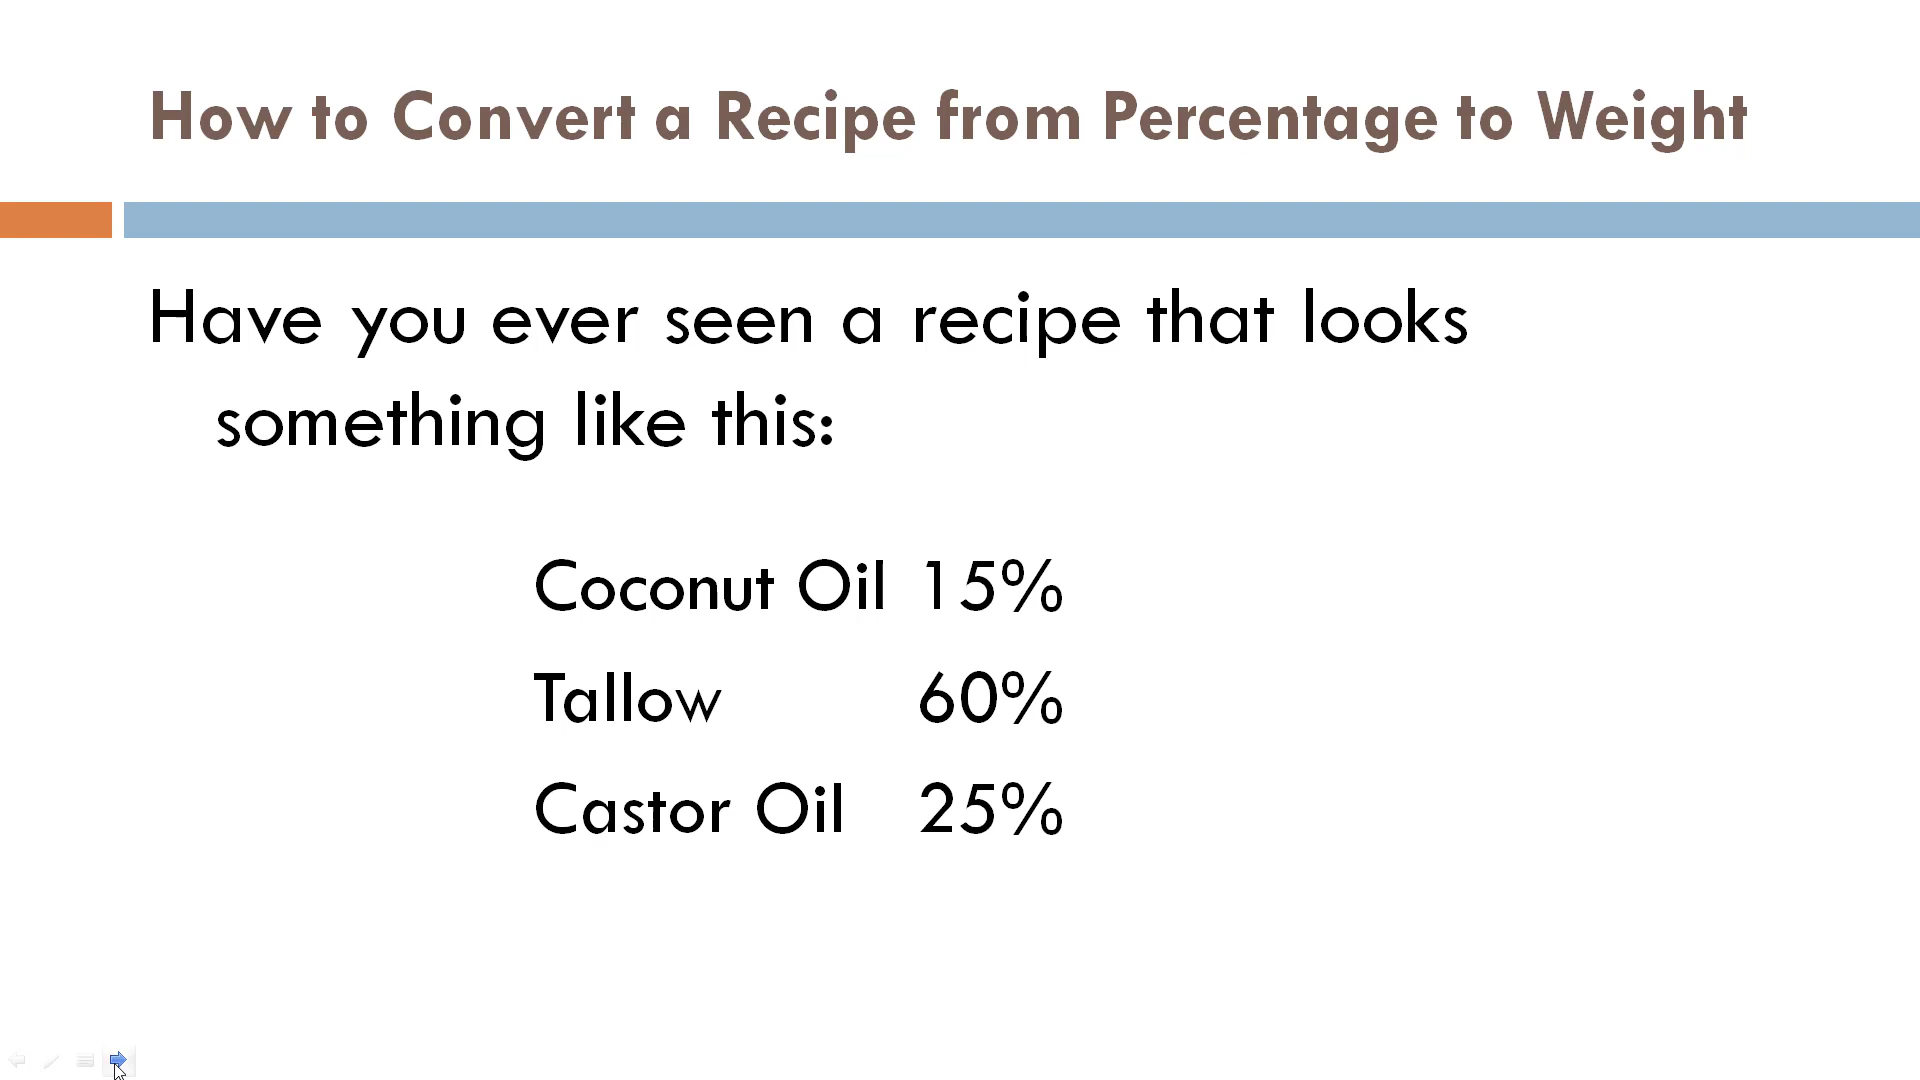 How to Convert a Recipe from Percentage to Weight
Have you ever seen a recipe that looks
something like this:
Coconut Oil 15%
Tallow 60%
Castor Oil 25%